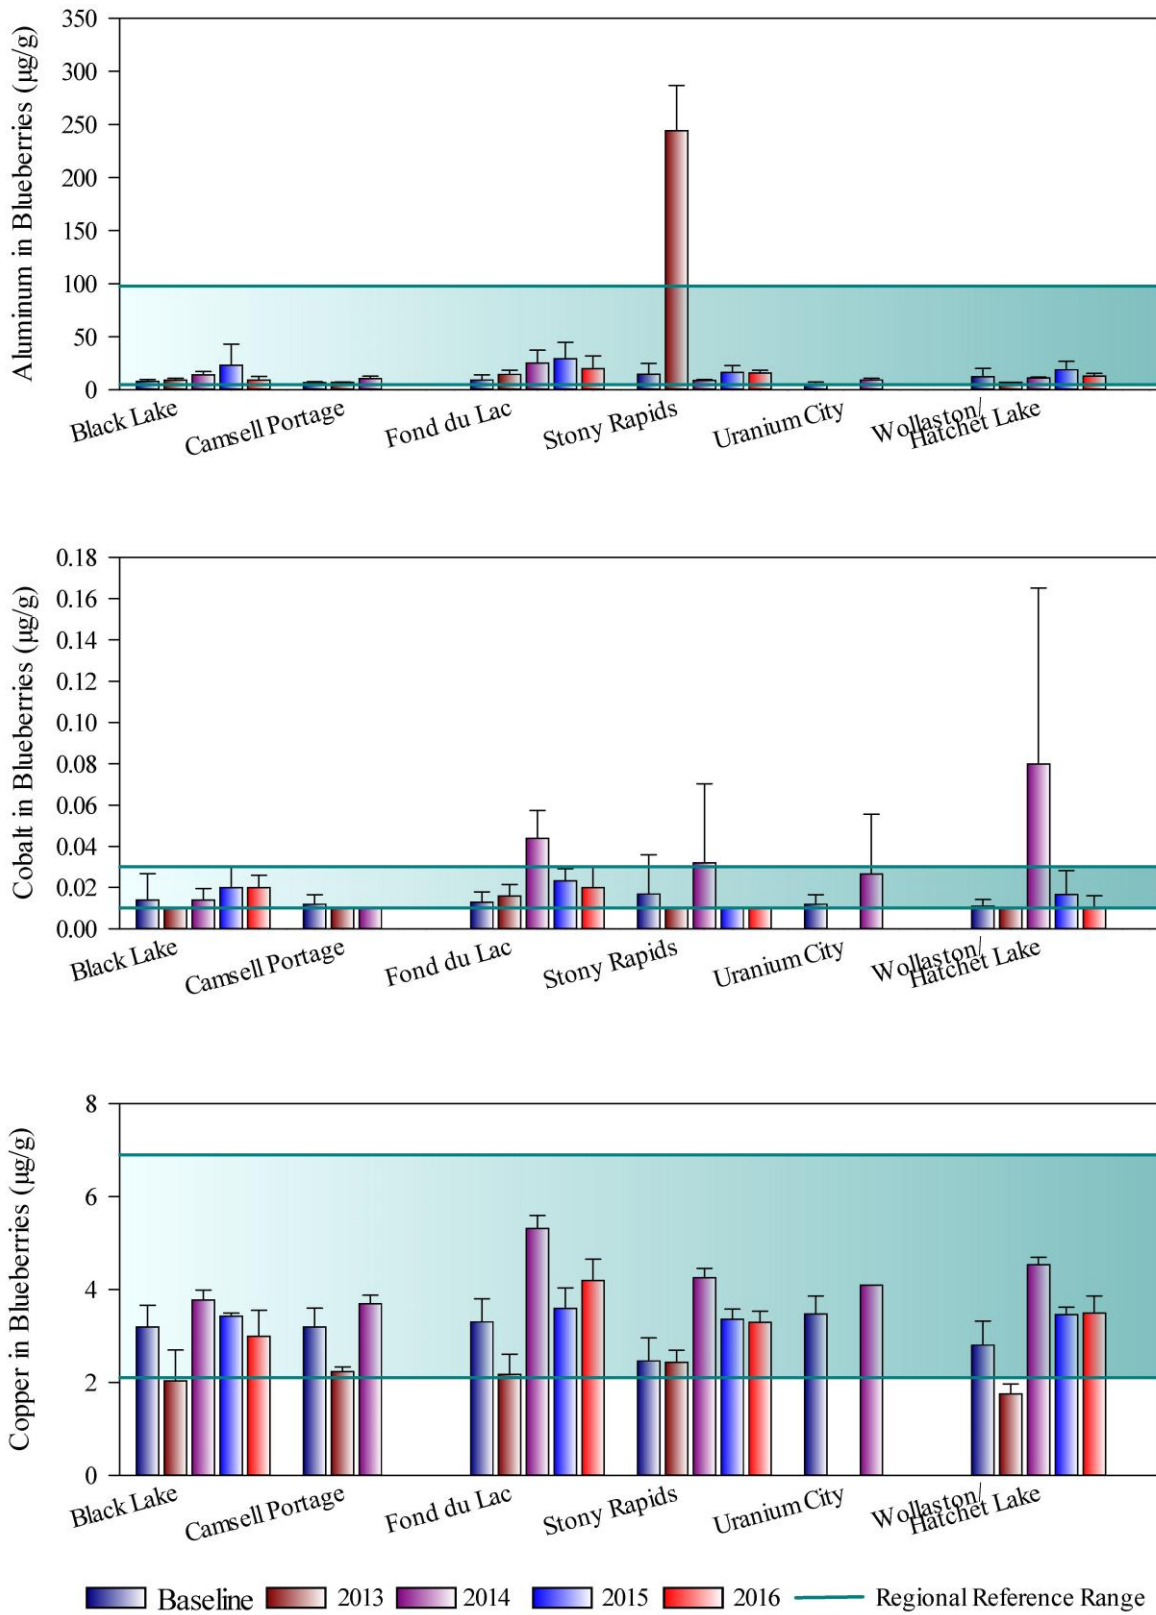 Aluminum in Blueberries (µg/g)
350
300
250
200
150
100
50
0
Black Lake
Camsell Portage
Fond du Lac
Stony Rapids
Uranium City
Wollaston/
Hatchet Lake
Cobalt in Blueberries (µg/g)
0.18
0.16
0.14
0.12
0.10
0.08
0.06
0.04
0.02
0.00
Black Lake
Camsell Portage
Fond du Lac
Stony Rapids
Uranium City
Wollaston/
Hatchet Lake
Copper in Blueberries (µg/g)
8
6
4
2
0
Black Lake
Camsell Portage
Fond du Lac
Stony Rapids
Uranium City
Wollaston/
Hatchet Lake
Baseline 2013 2014 2015 2016 Regional Reference Range